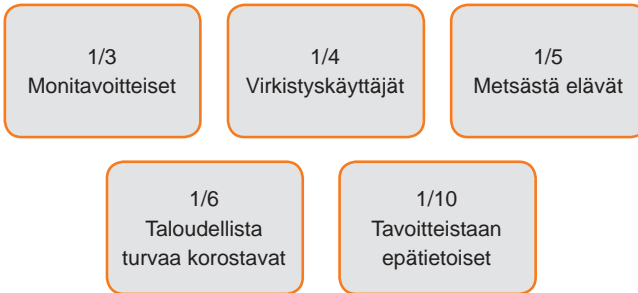 1/3
Monitavoitteiset
1/4
Virkistyskäyttäjät
1/5
Metsästä elävät
1/6
Taloudellista
turvaa korostavat
1/10
Tavoitteistaan
epätietoiset